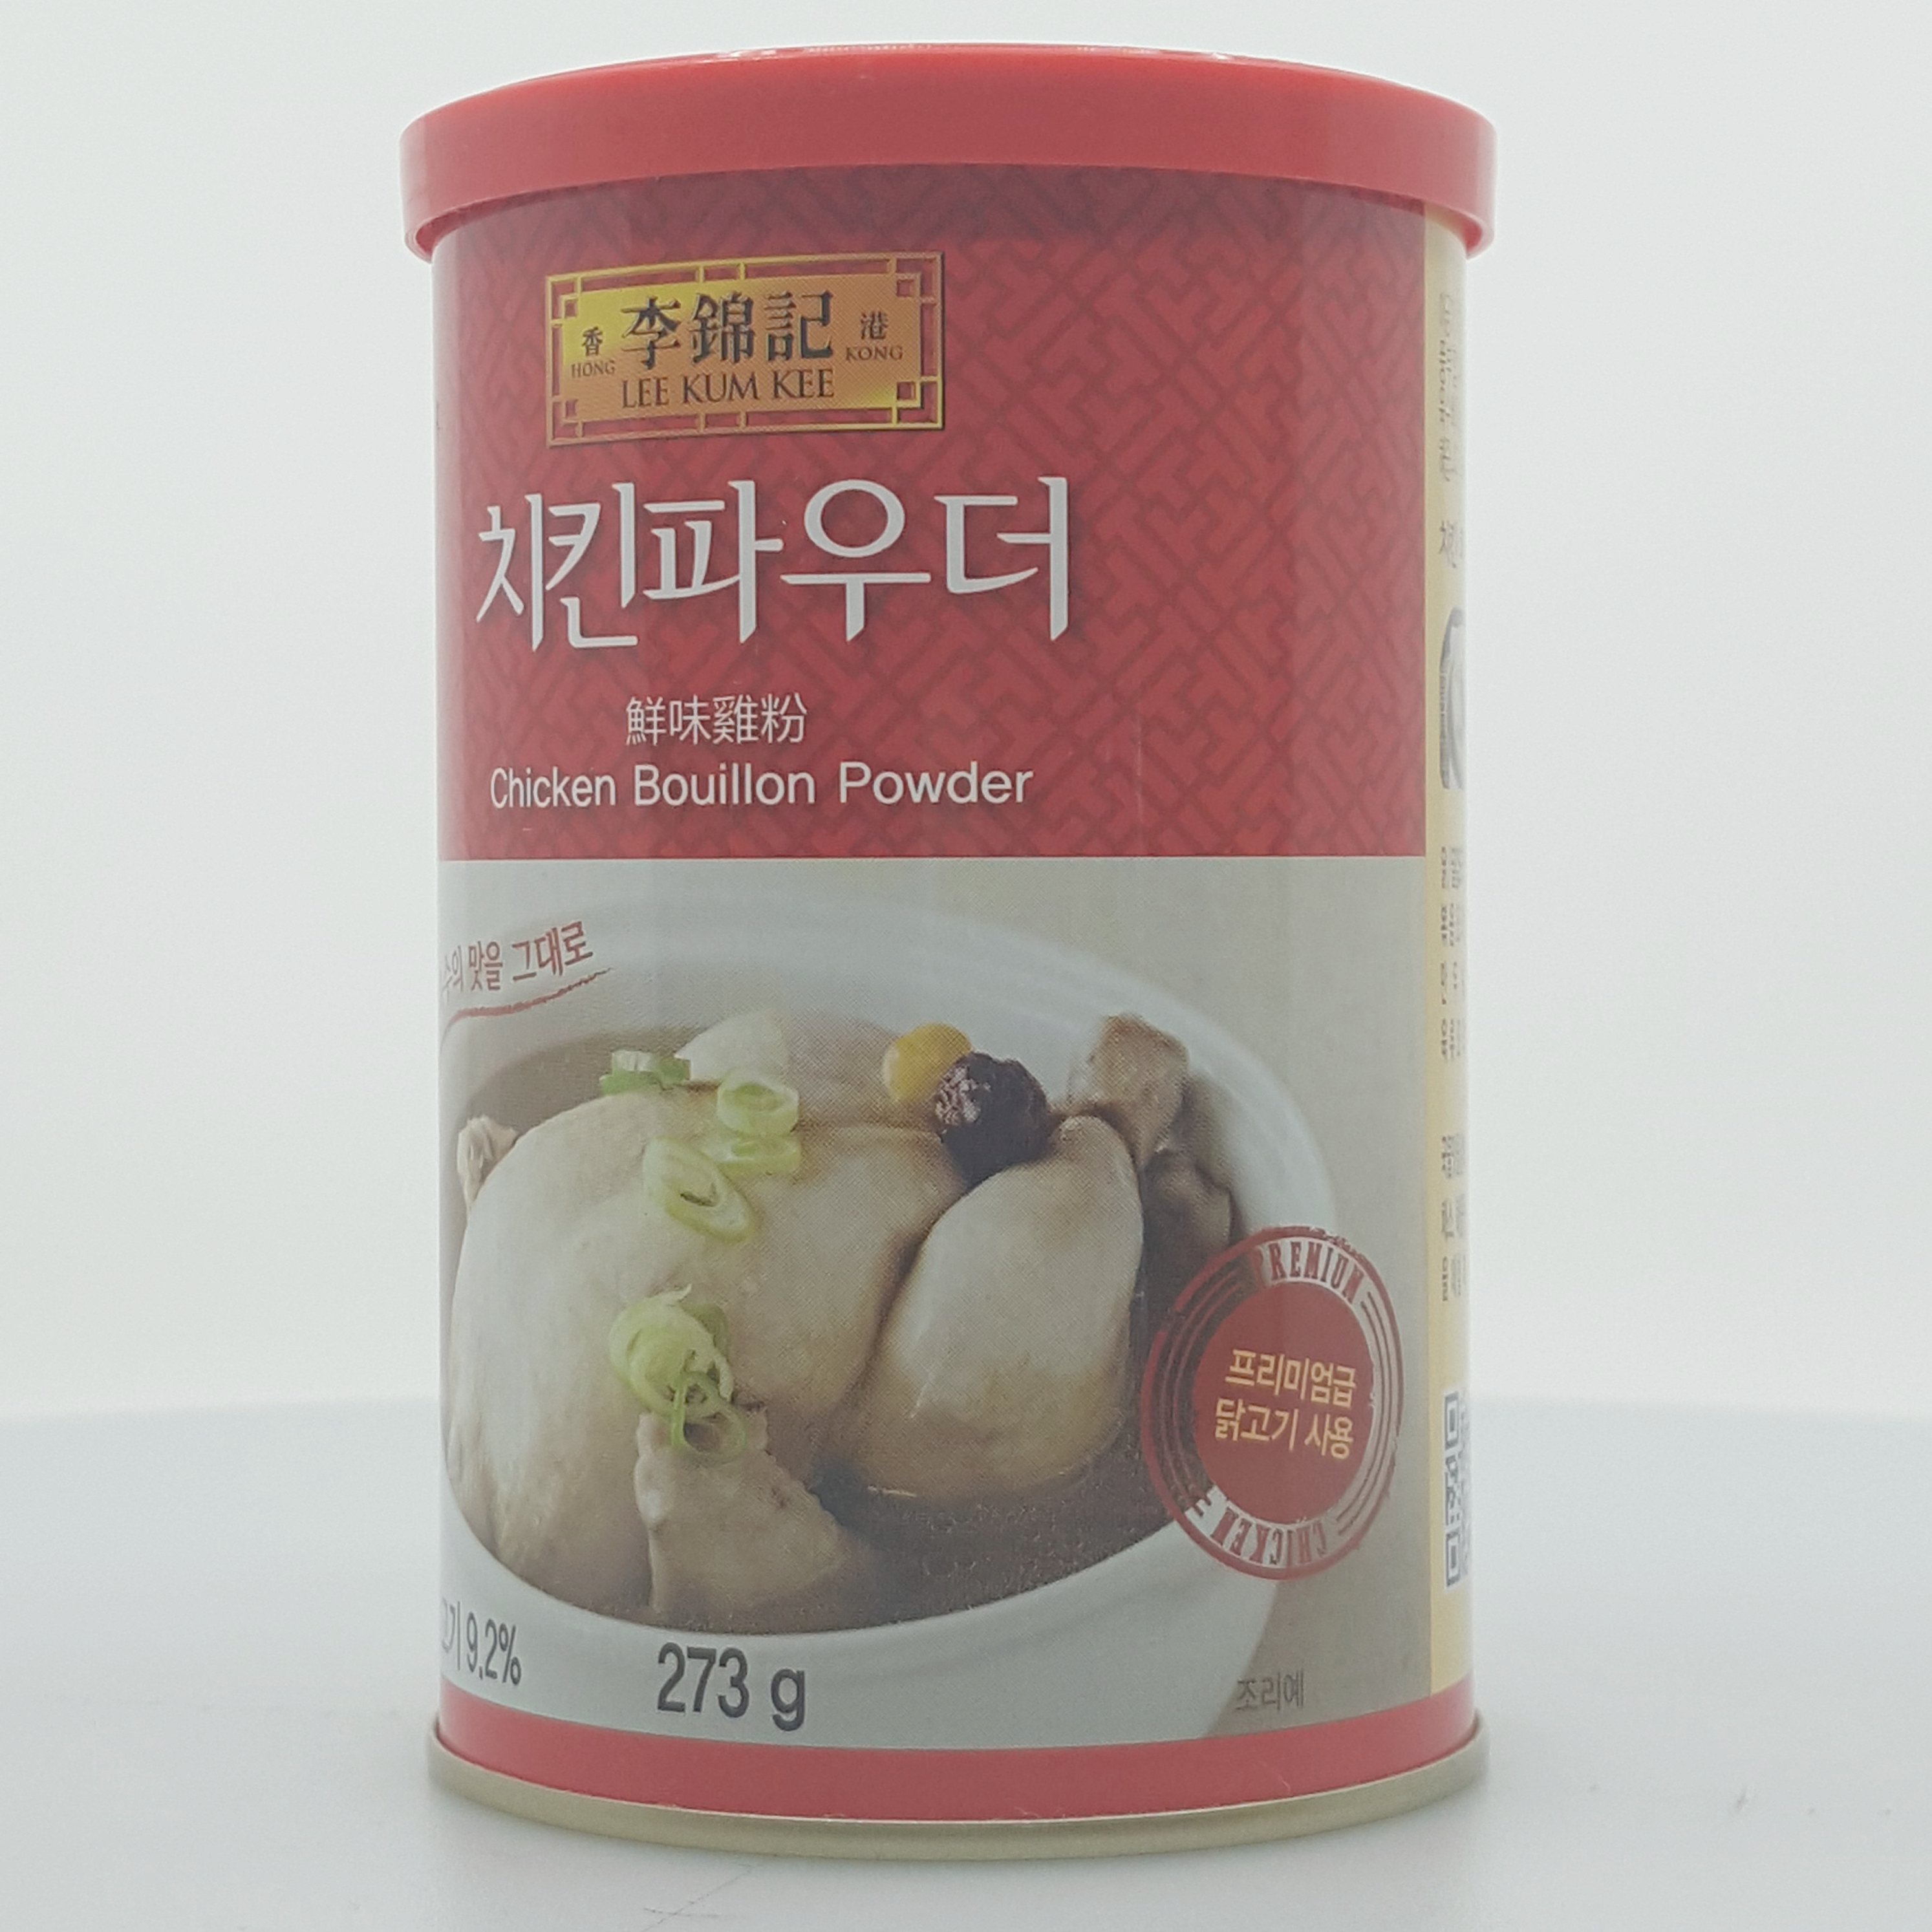 香 李錦記 港
HONG LEE KUM KEE KONG
치킨파우더
鮮味雞粉
Chicken Bouillon Powder
맛을 그대로
PREMIUM
프리미엄급
닭고기 사용
CHICKEN
9.2%
273 g
조리예